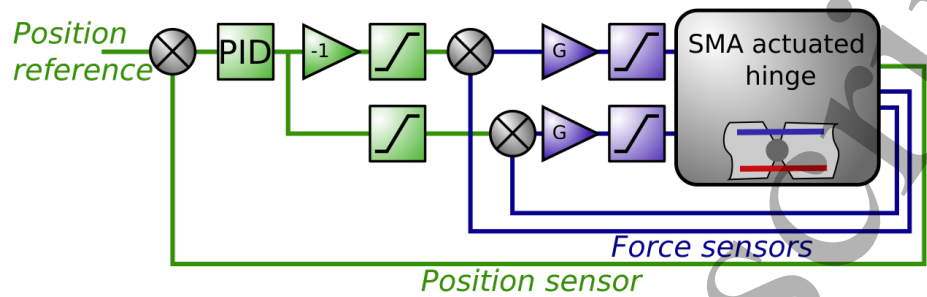 Position
reference
PID
-1
G
SMA actuated
hinge
G
Force sensors
Position sensor